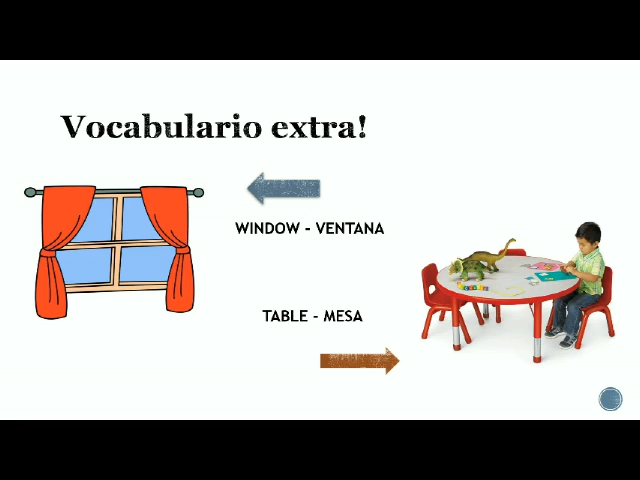 Vocabulario extra!
WINDOW - VENTANA
TABLE - MESA